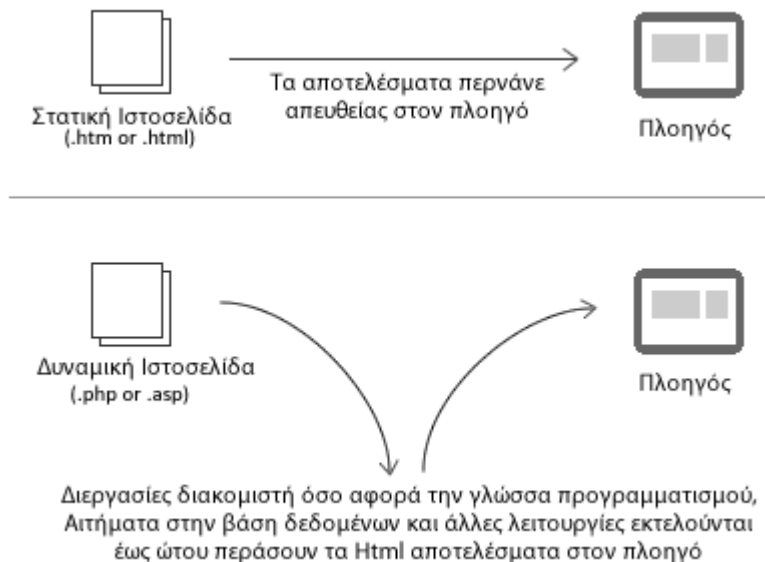 Τα αποτελέσματα περνάνε
απευθείας στον πλοηγό
Στατική Ιστοσελίδα
(.htm or .html)
Πλοηγός
Δυναμική Ιστοσελίδα
(.php or .asp)
Πλοηγός
Διεργασίες διακομιστή όσο αφορά την γλώσσα προγραμματισμού,
Αιτήματα στην βάση δεδομένων και άλλες λειτουργίες εκτελούνται
έως ώτου περάσουν τα Html αποτελέσματα στον πλοηγό